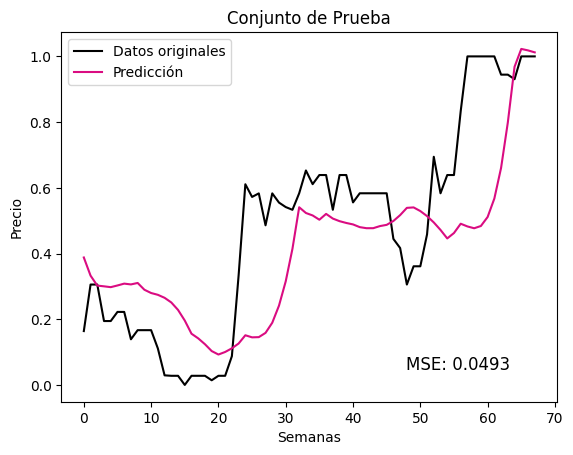 Conjunto de Prueba
Datos originales
Predicción
Precio
1.0
0.8
0.6
0.4
0.2
0.0
MSE: 0.0493
0 10 20 30 40 50 60 70
Semanas